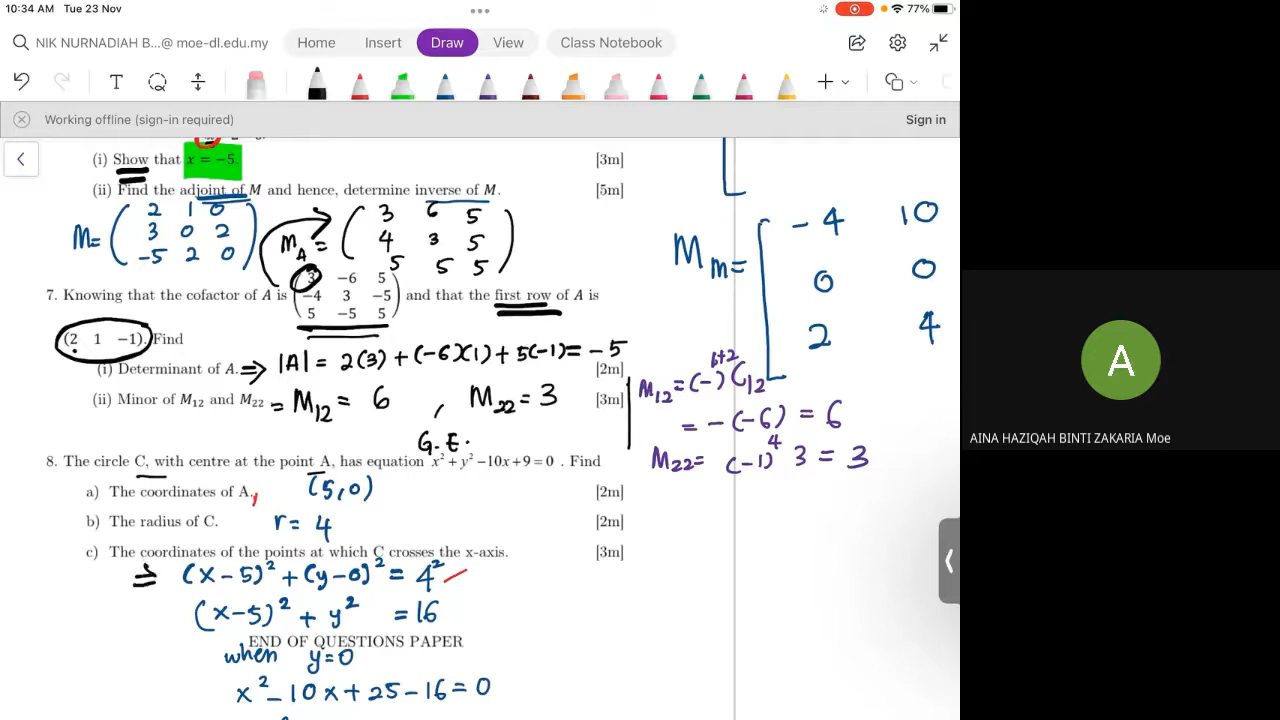 10:34 AM Tue 23 Nov
77%
NIK NURNADIAH B...@ moe-dl.edu.my
Home Insert Draw View Class Notebook
Working offline (sign-in required) Sign in
(i) Show that x = −5. [3m]
(ii) Find the adjoint of M and hence, determine inverse of M. [5m]
M= ( 2 1 0
3 0 2
-5 2 0 )
M_A = ( 3 6 5
4 3 5
5 5 5 )
7. Knowing that the cofactor of A is ( 3 −6 5
−4 3 −5
5 −5 5 ) and that the first row of A is
(2 1 −1). Find
(i) Determinant of A. => |A| = 2(3) + (-6)(1) + 5(-1) = -5 [2m]
(ii) Minor of M12 and M22 = M12 = 6 , M22 = 3 [3m]
G.E.
8. The circle C, with centre at the point A, has equation x² + y² −10x + 9 = 0 . Find
a) The coordinates of A, (5,0) [2m]
b) The radius of C. r = 4 [2m]
c) The coordinates of the points at which C crosses the x-axis. [3m]
=> (x-5)² + (y-0)² = 4²
(x-5)² + y² = 16
END OF QUESTIONS PAPER
when y=0
x² - 10x + 25 - 16 = 0
Mm = [ -4 10
0 0
2 4
M12 = (-)^1+2 C12
= -(-6) = 6
M22 = (-1)^4 3 = 3
A
AINA HAZIQAH BINTI ZAKARIA Moe